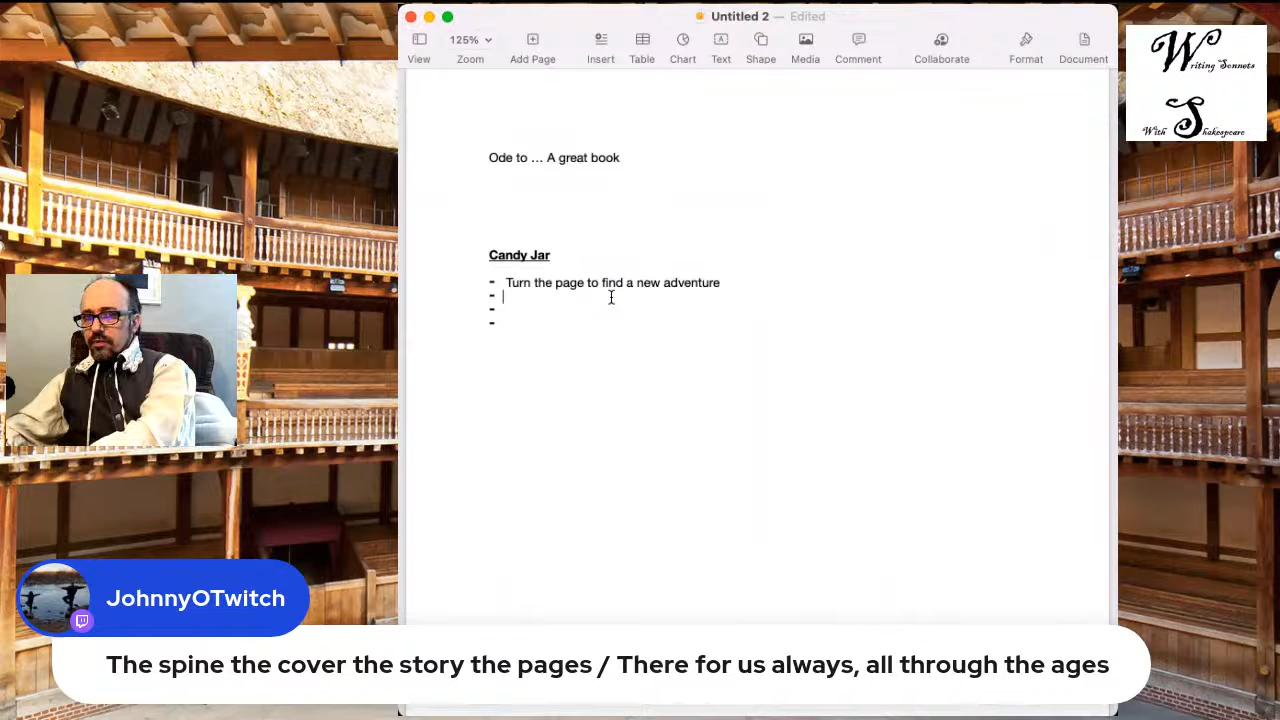 Untitled 2 — Edited
125%
View Zoom Add Page Insert Table Chart Text Shape Media Comment Collaborate Format Document
Writing Sonnets
With Shakespeare
Ode to ... A great book
Candy Jar
- Turn the page to find a new adventure
-
-
-
JohnnyOTwitch
The spine the cover the story the pages / There for us always, all through the ages